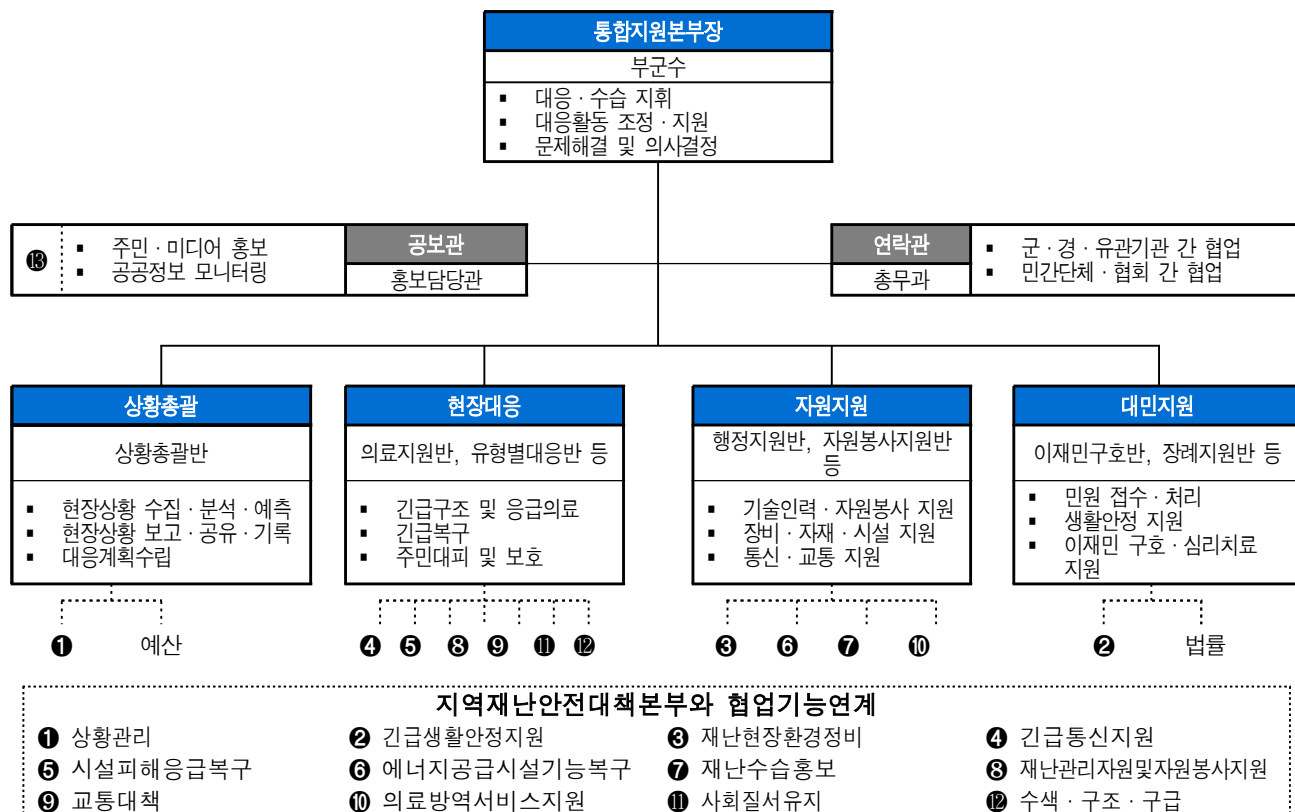 통합지원본부장
부군수
▪ 대응·수습 지휘
▪ 대응활동 조정·지원
▪ 문제해결 및 의사결정
⓭
▪ 주민·미디어 홍보
▪ 공공정보 모니터링
공보관
홍보담당관
연락관
총무과
▪ 군·경·유관기관 간 협업
▪ 민간단체·협회 간 협업
상황총괄
상황총괄반
▪ 현장상황 수집·분석·예측
▪ 현장상황 보고·공유·기록
▪ 대응계획수립
❶ 예산
현장대응
의료지원반, 유형별대응반 등
▪ 긴급구조 및 응급의료
▪ 긴급복구
▪ 주민대피 및 보호
❹ ❺ ❽ ❾ ⓫ ⓬
자원지원
행정지원반, 자원봉사지원반
등
▪ 기술인력·자원봉사 지원
▪ 장비·자재·시설 지원
▪ 통신·교통 지원
❸ ❻ ❼ ❿
대민지원
이재민구호반, 장례지원반 등
▪ 민원 접수·처리
▪ 생활안정 지원
▪ 이재민 구호·심리치료
지원
❷ 법률
지역재난안전대책본부와 협업기능연계
❶ 상황관리 ❷ 긴급생활안정지원 ❸ 재난현장환경정비 ❹ 긴급통신지원
❺ 시설피해응급복구 ❻ 에너지공급시설기능복구 ❼ 재난수습홍보 ❽ 재난관리자원및자원봉사지원
❾ 교통대책 ❿ 의료방역서비스지원 ⓫ 사회질서유지 ⓬ 수색·구조·구급